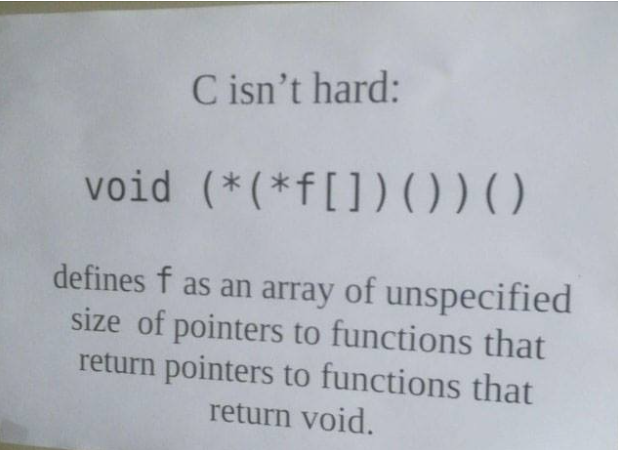 C isn't hard:
void (*(*f[])())()
defines f as an array of unspecified
size of pointers to functions that
return pointers to functions that
return void.